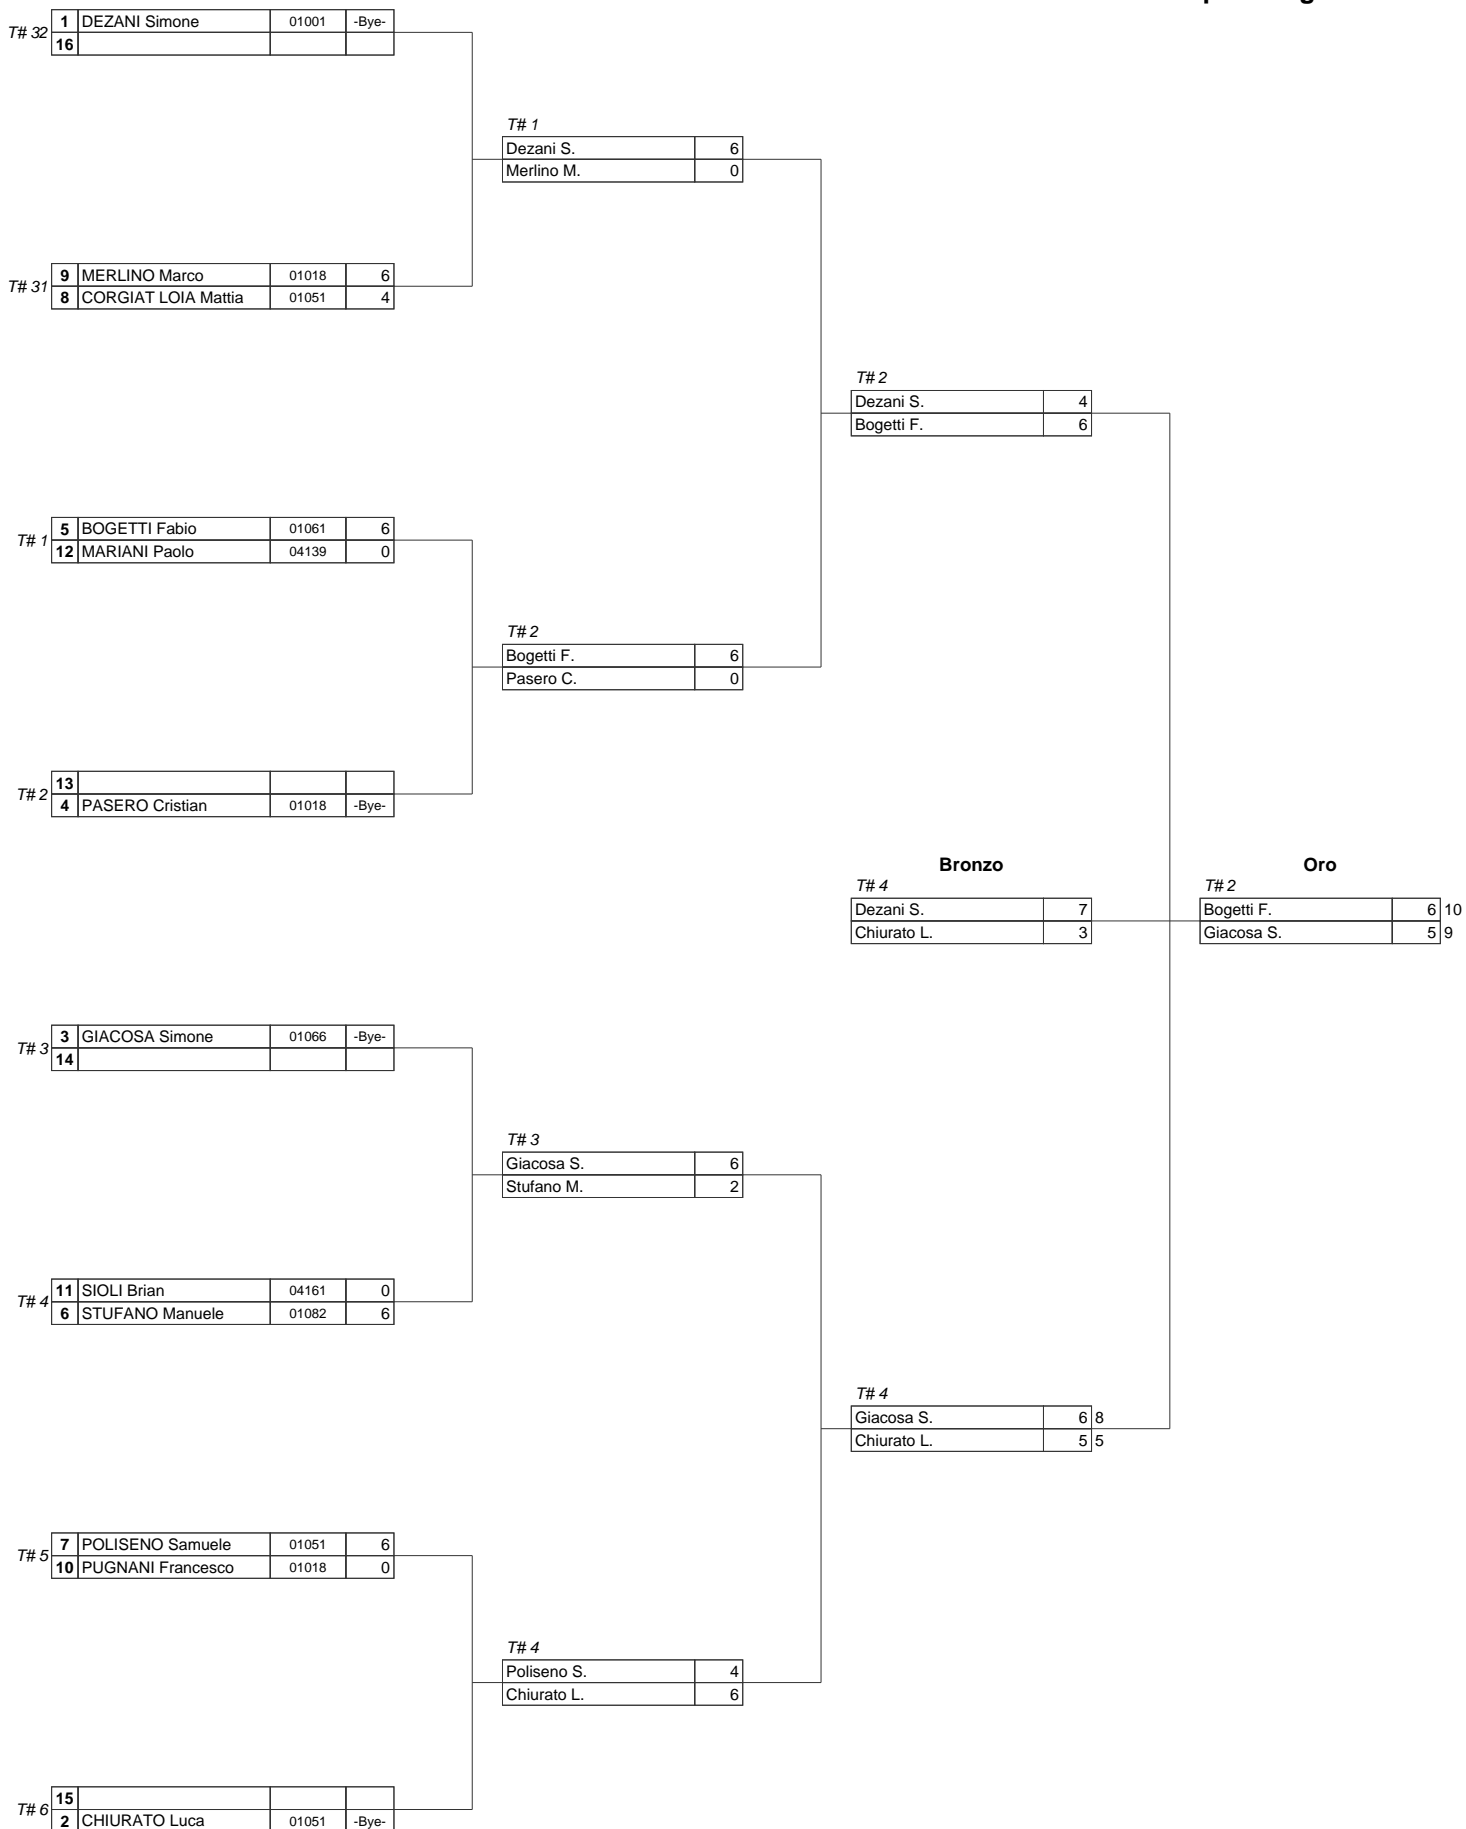 T# 32
1 DEZANI Simone 01001 -Bye-
16
T# 1
Dezani S. 6
Merlino M. 0
T# 31
9 MERLINO Marco 01018 6
8 CORGIAT LOIA Mattia 01051 4
T# 2
Dezani S. 4
Bogetti F. 6
T# 1
5 BOGETTI Fabio 01061 6
12 MARIANI Paolo 04139 0
T# 2
Bogetti F. 6
Pasero C. 0
T# 2
13
4 PASERO Cristian 01018 -Bye-
Bronzo
T# 4
Dezani S. 7
Chiurato L. 3
Oro
T# 2
Bogetti F. 6 10
Giacosa S. 5 9
T# 3
3 GIACOSA Simone 01066 -Bye-
14
T# 3
Giacosa S. 6
Stufano M. 2
T# 4
11 SIOLI Brian 04161 0
6 STUFANO Manuele 01082 6
T# 4
Giacosa S. 6 8
Chiurato L. 5 5
T# 5
7 POLISENO Samuele 01051 6
10 PUGNANI Francesco 01018 0
T# 4
Poliseno S. 4
Chiurato L. 6
T# 6
15
2 CHIURATO Luca 01051 -Bye-